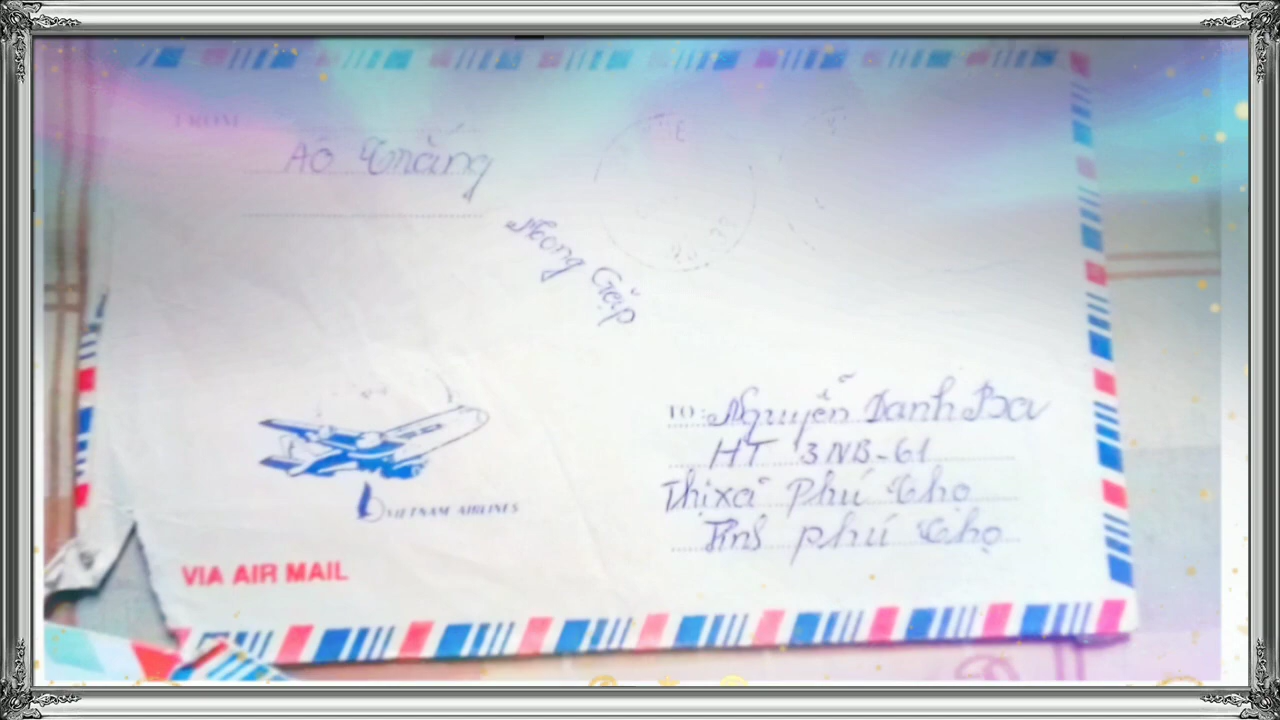 FROM
Áo Trắng
Mong Gặp
TO: Nguyễn Danh Ba
HT 3NB-61
Thị xã Phú Thọ
Tỉnh Phú Thọ
VIETNAM AIRLINES
VIA AIR MAIL